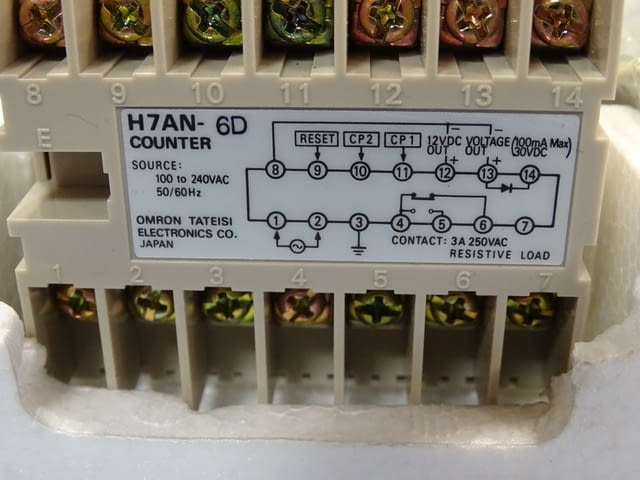 8 9 10 11 12 13 14
E
H7AN- 6D
COUNTER
SOURCE:
100 to 240VAC
50/60Hz
OMRON TATEISI
ELECTRONICS CO.
JAPAN
RESET CP2 CP1 12VDC OUT VOLTAGE OUT (100mA Max) 30VDC
− −
+ +
8 9 10 11 12 13 14
1 2 3 4 5 6 7
CONTACT: 3A 250VAC
RESISTIVE LOAD
1 2 3 4 5 6 7